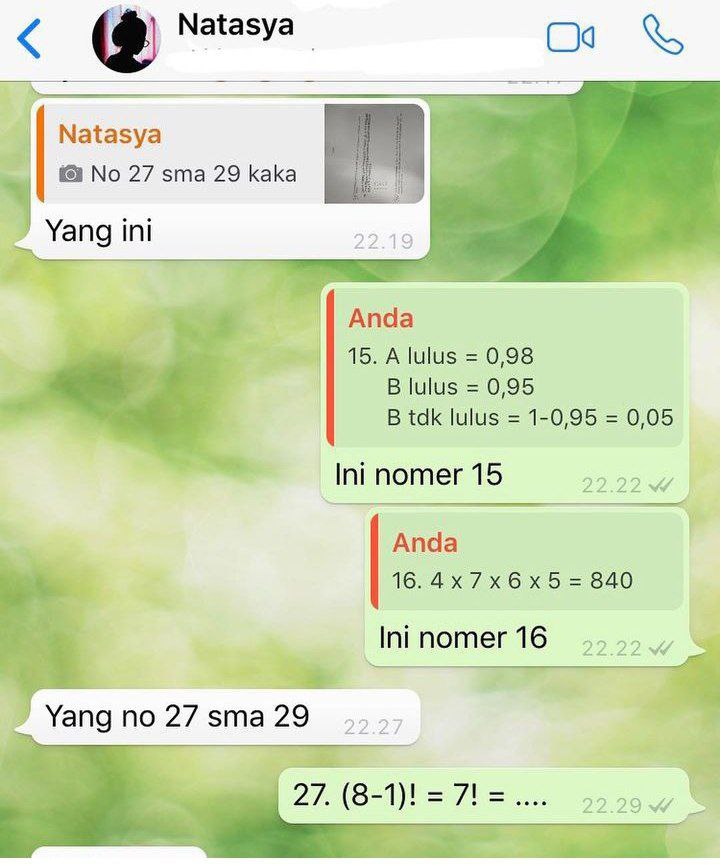 Natasya
Natasya
No 27 sma 29 kaka
Yang ini
22.19
Anda
15. A lulus = 0,98
B lulus = 0,95
B tdk lulus = 1-0,95 = 0,05
Ini nomer 15
22.22
Anda
16. 4 x 7 x 6 x 5 = 840
Ini nomer 16
22.22
Yang no 27 sma 29
22.27
27. (8-1)! = 7! = ....
22.29